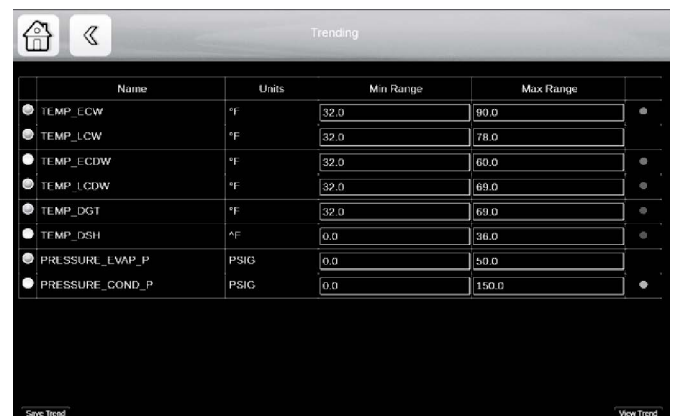 Trending
Name Units Min Range Max Range
TEMP_ECW °F 32.0 90.0
TEMP_LCW °F 32.0 78.0
TEMP_ECDW °F 32.0 60.0
TEMP_LCDW °F 32.0 69.0
TEMP_DGT °F 32.0 69.0
TEMP_DSH ^F 0.0 36.0
PRESSURE_EVAP_P PSIG 0.0 50.0
PRESSURE_COND_P PSIG 0.0 150.0
Save Trend View Trend